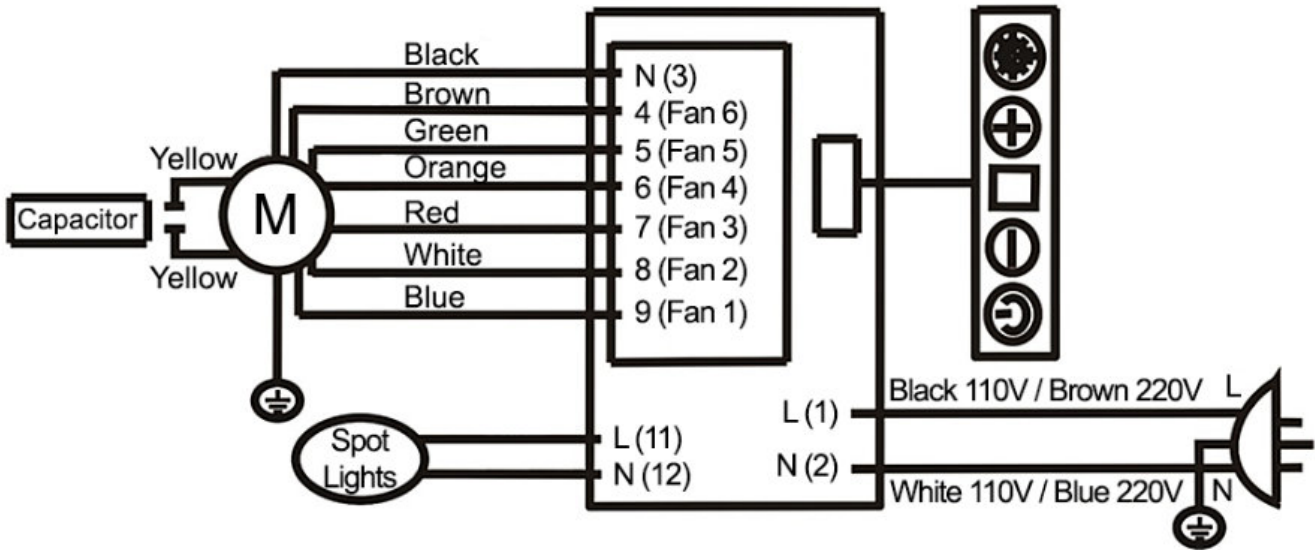 Black
N (3)
Brown
4 (Fan 6)
Green
5 (Fan 5)
Yellow
Orange
6 (Fan 4)
Capacitor
M
Red
7 (Fan 3)
White
8 (Fan 2)
Yellow
Blue
9 (Fan 1)
Black 110V / Brown 220V L
L (1)
Spot
Lights
L (11)
N (12)
N (2)
White 110V / Blue 220V N